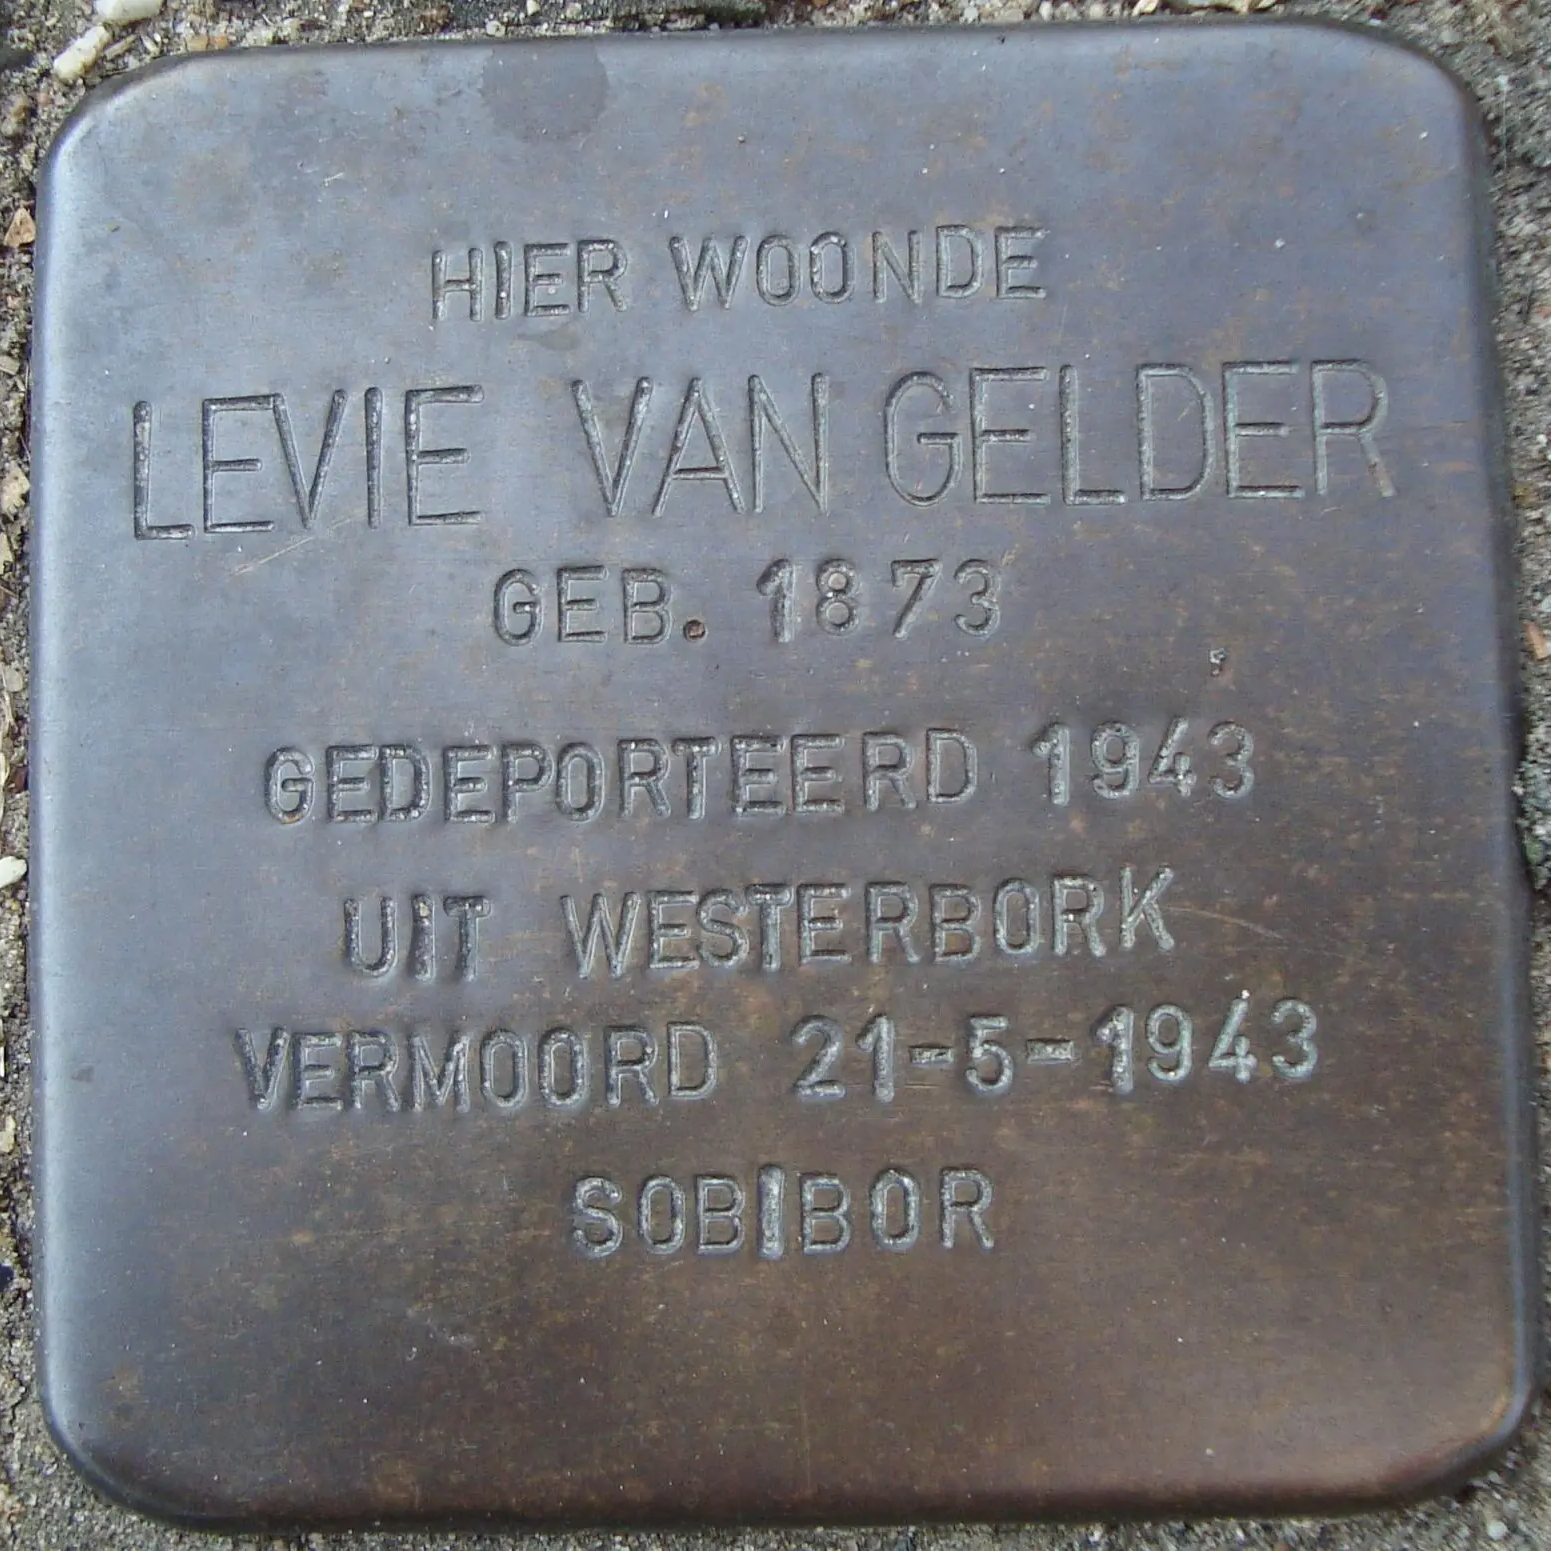 HIER WOONDE
LEVIE VAN GELDER
GEB. 1873
GEDEPORTEERD 1943
UIT WESTERBORK
VERMOORD 21-5-1943
SOBIBOR